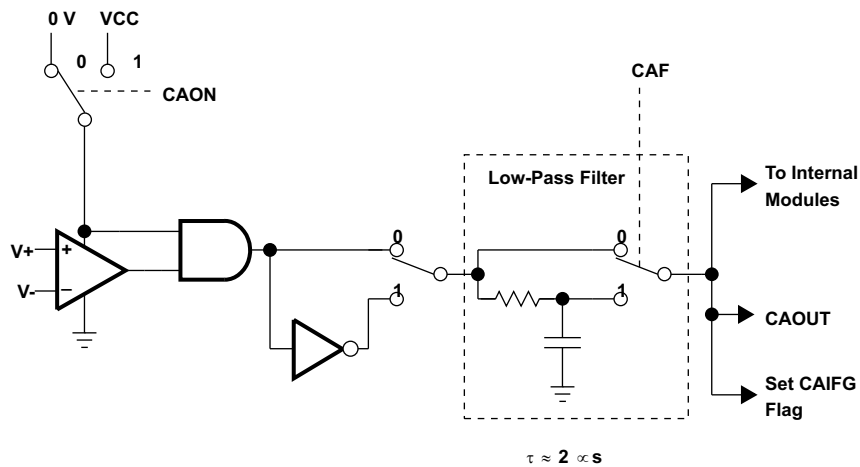 0 V VCC
0 1
CAON
CAF
Low-Pass Filter
To Internal
Modules
V+
+
V-
−
0
1
0
1
CAOUT
Set CAIFG
Flag
τ ≈ 2 ∝s